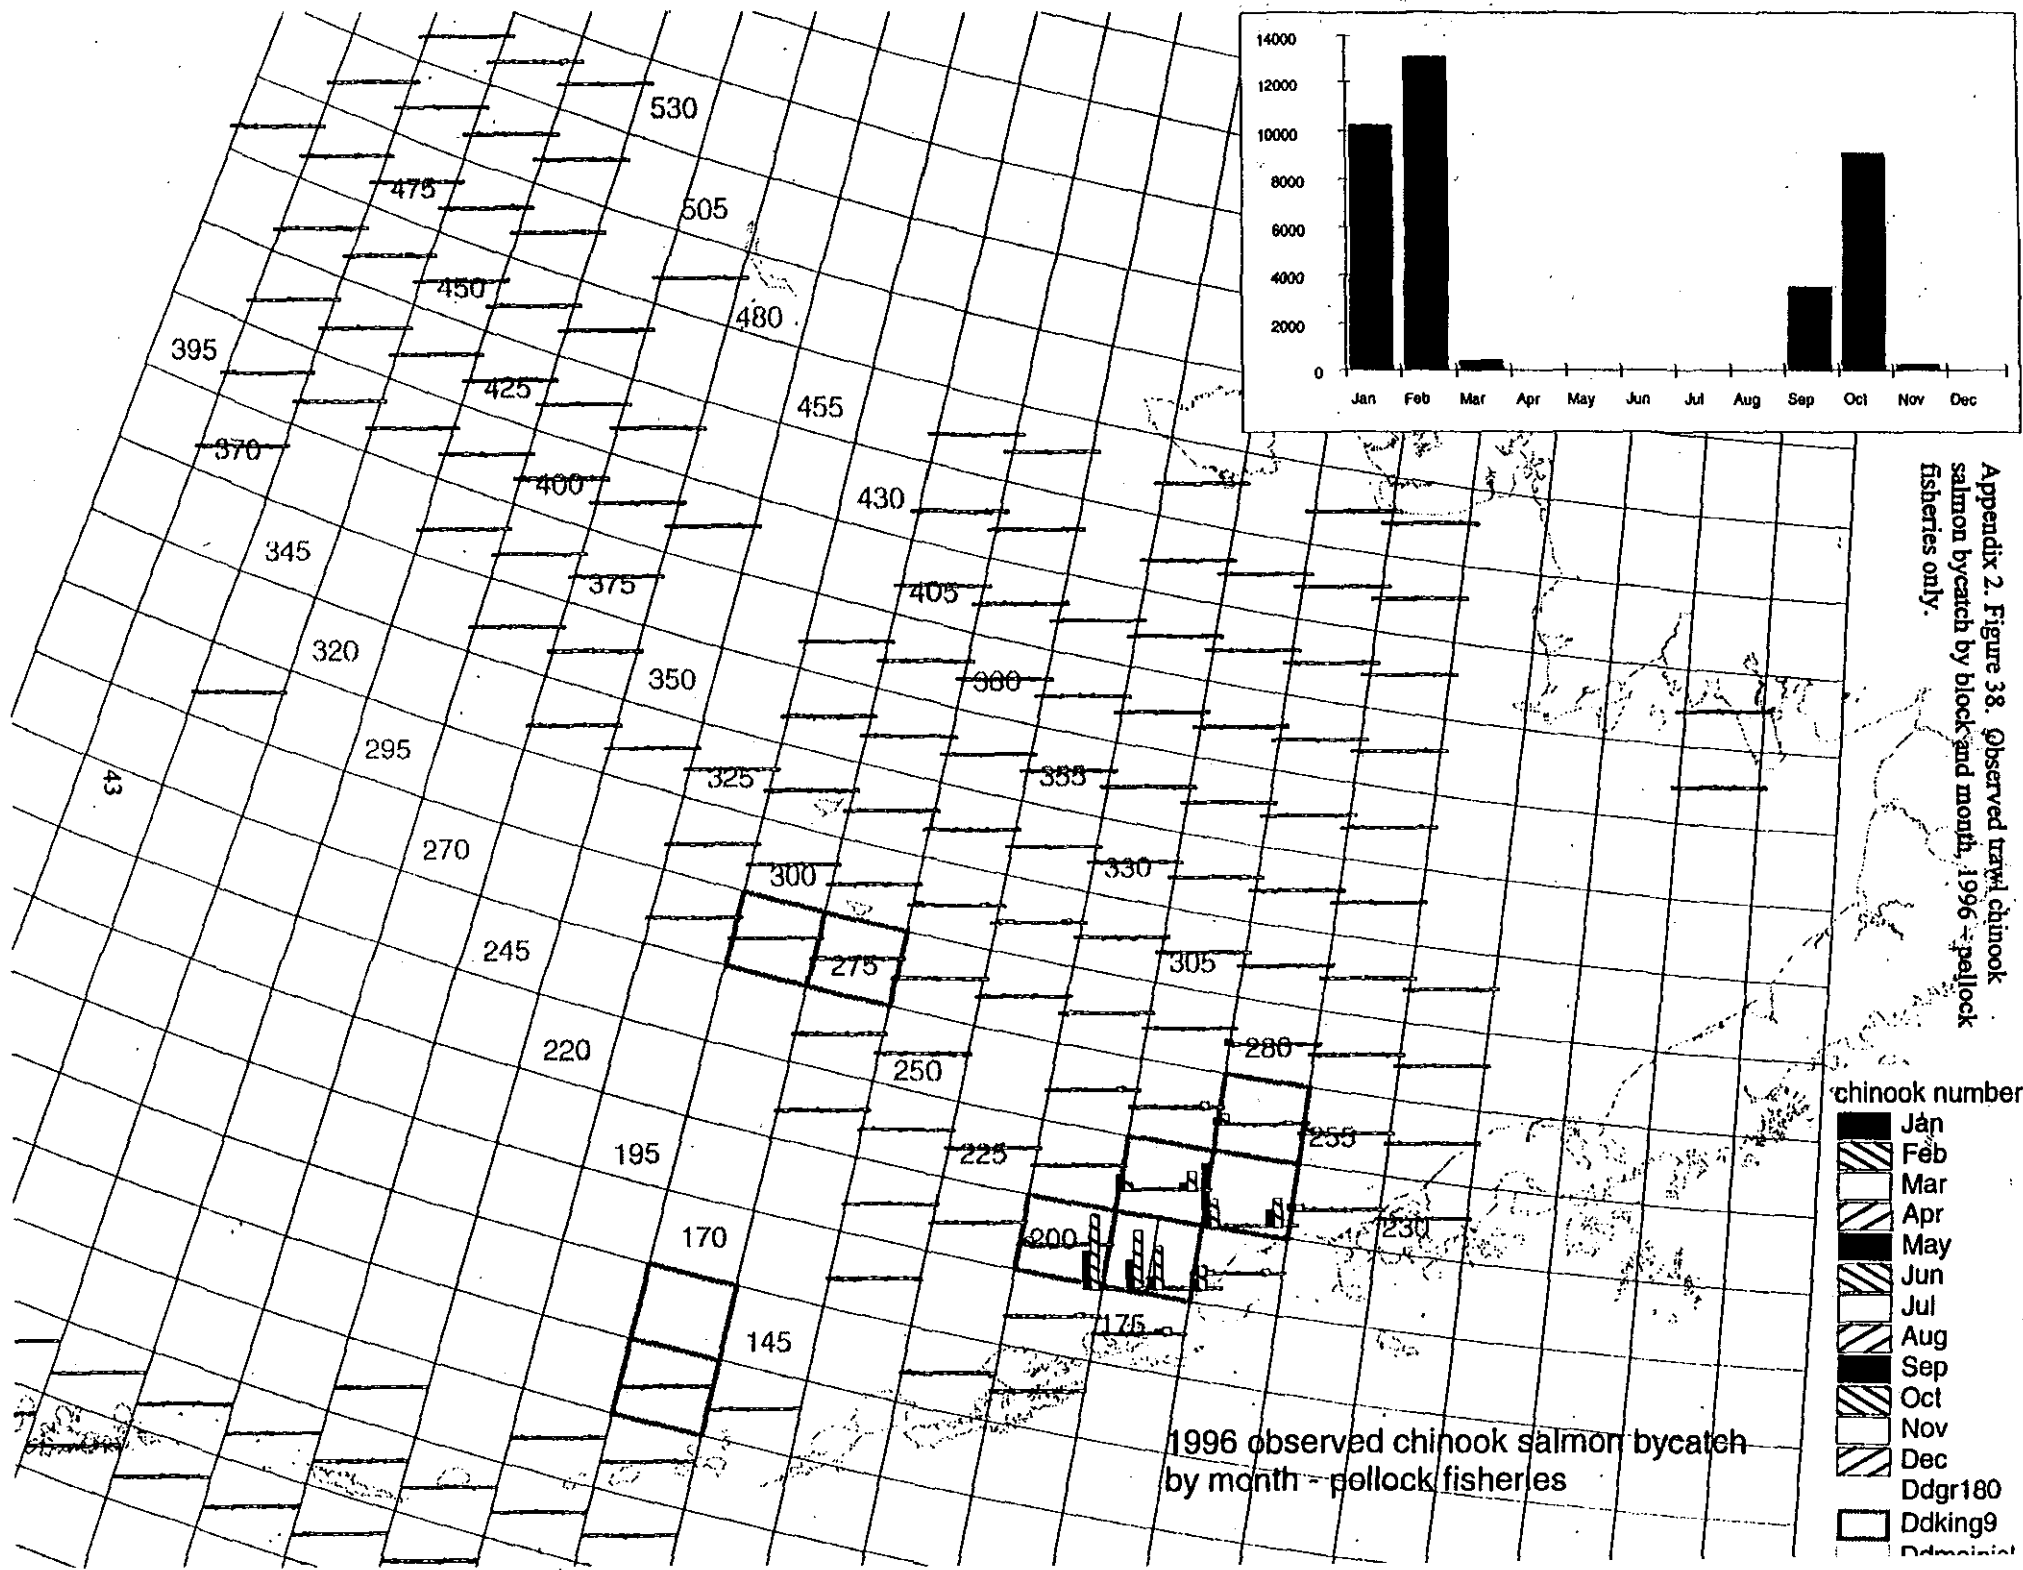 14000
12000
10000
8000
6000
4000
2000
0
Jan Feb Mar Apr May Jun Jul Aug Sep Oct Nov Dec
Appendix 2. Figure 38. Observed trawl chinook
salmon bycatch by block and month, 1996 - pollock
fisheries only.
530
475
505
450
480
395
425
455
370
400
430
345
375
405
320
350
380
295
325
355
43
270
300
330
245
275
305
220
250
280
195
225
255
170
200
230
145
175
1996 observed chinook salmon bycatch
by month - pollock fisheries
chinook number
Jan
Feb
Mar
Apr
May
Jun
Jul
Aug
Sep
Oct
Nov
Dec
Ddgr180
Ddking9